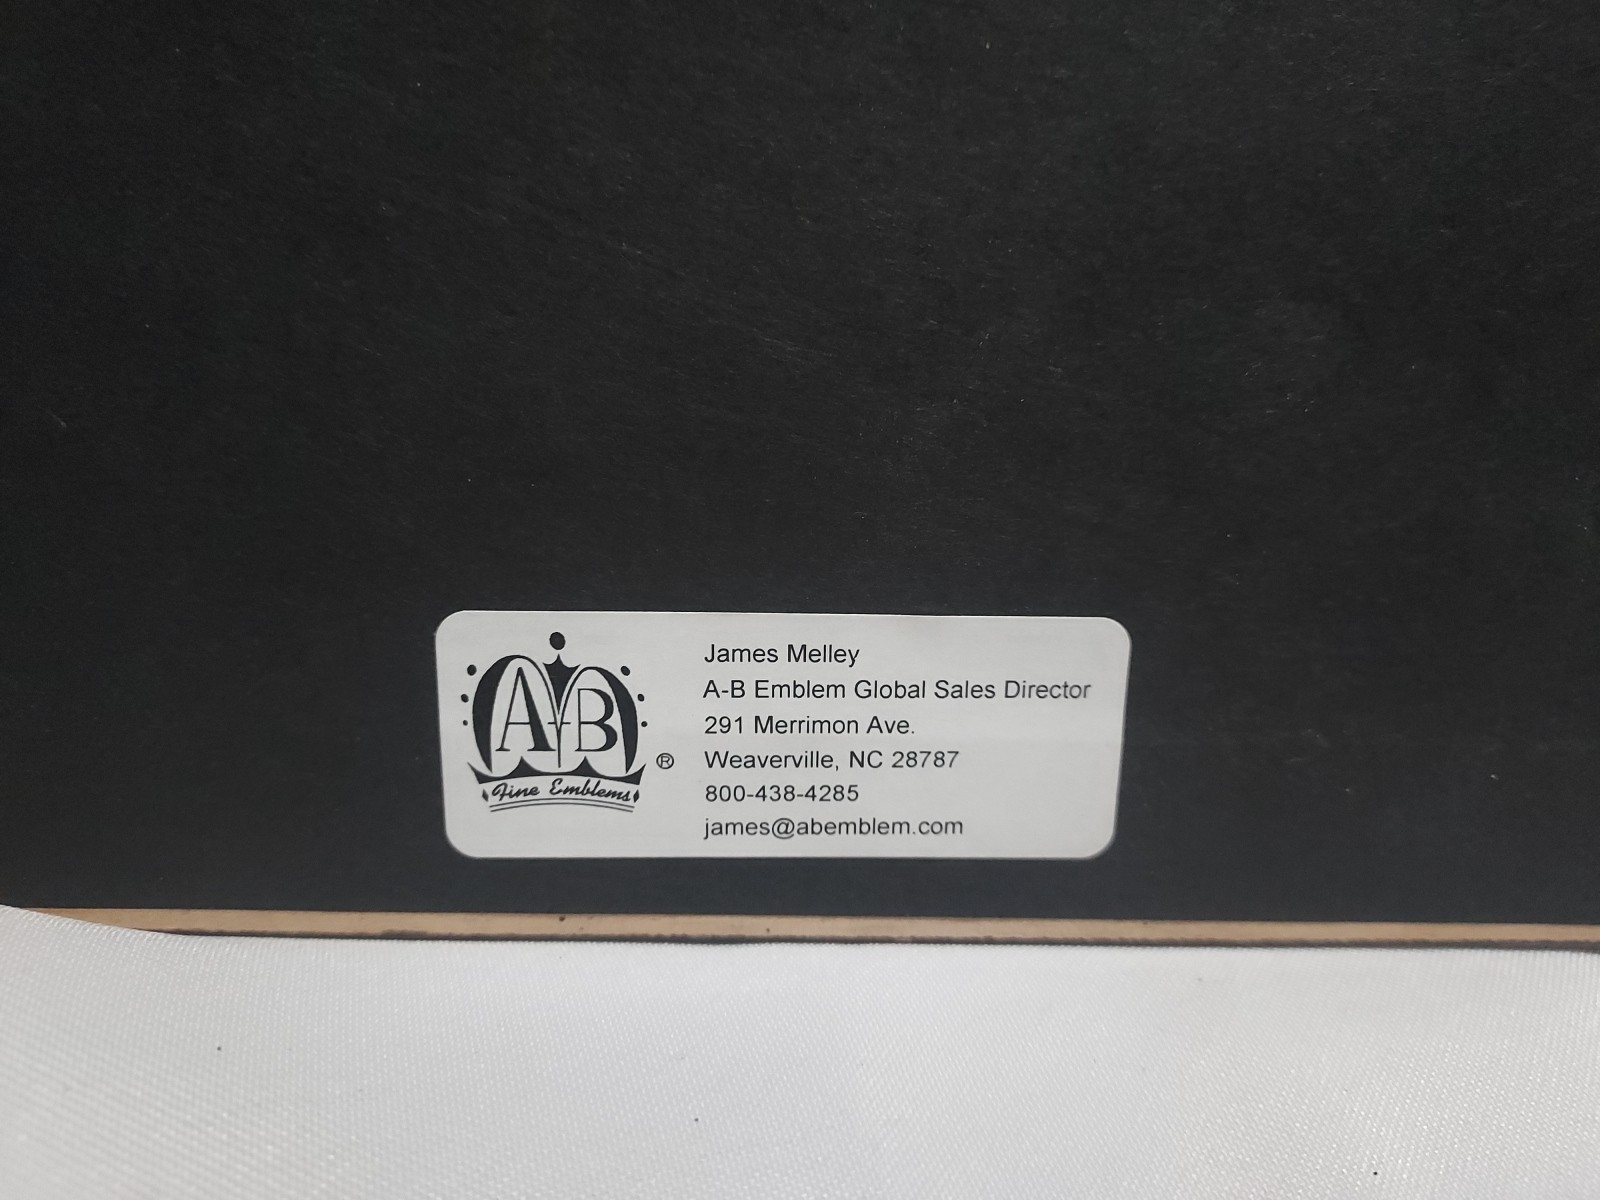 A-B
Fine Emblems
®
James Melley
A-B Emblem Global Sales Director
291 Merrimon Ave.
Weaverville, NC 28787
800-438-4285
james@abemblem.com